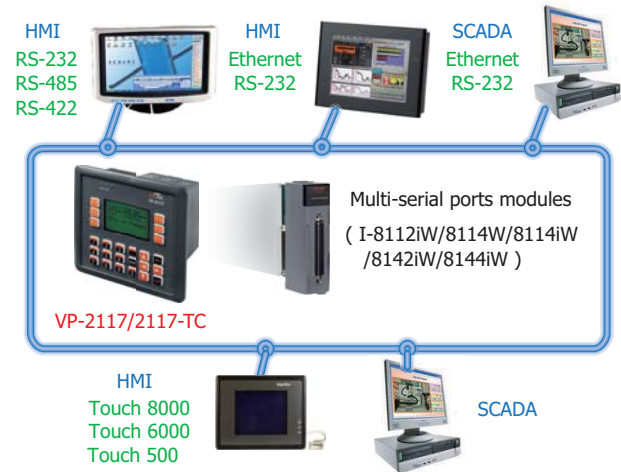 HMI
RS-232
RS-485
RS-422
HMI
Ethernet
RS-232
SCADA
Ethernet
RS-232
Multi-serial ports modules
( I-8112iW/8114W/8114iW
/8142iW/8144iW )
VP-2117/2117-TC
HMI
Touch 8000
Touch 6000
Touch 500
SCADA